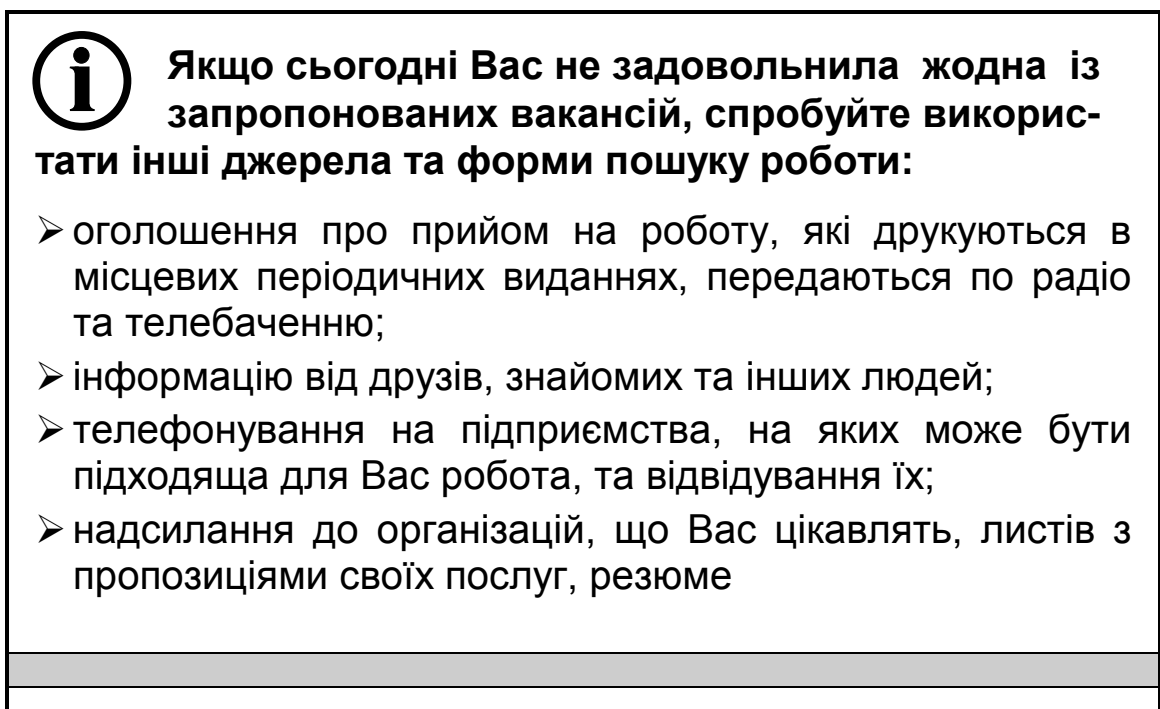 Якщо сьогодні Вас не задовольнила жодна із
запропонованих вакансій, спробуйте викорис-
тати інші джерела та форми пошуку роботи:
➢ оголошення про прийом на роботу, які друкуються в
місцевих періодичних виданнях, передаються по радіо
та телебаченню;
➢ інформацію від друзів, знайомих та інших людей;
➢ телефонування на підприємства, на яких може бути
підходяща для Вас робота, та відвідування їх;
➢ надсилання до організацій, що Вас цікавлять, листів з
пропозиціями своїх послуг, резюме